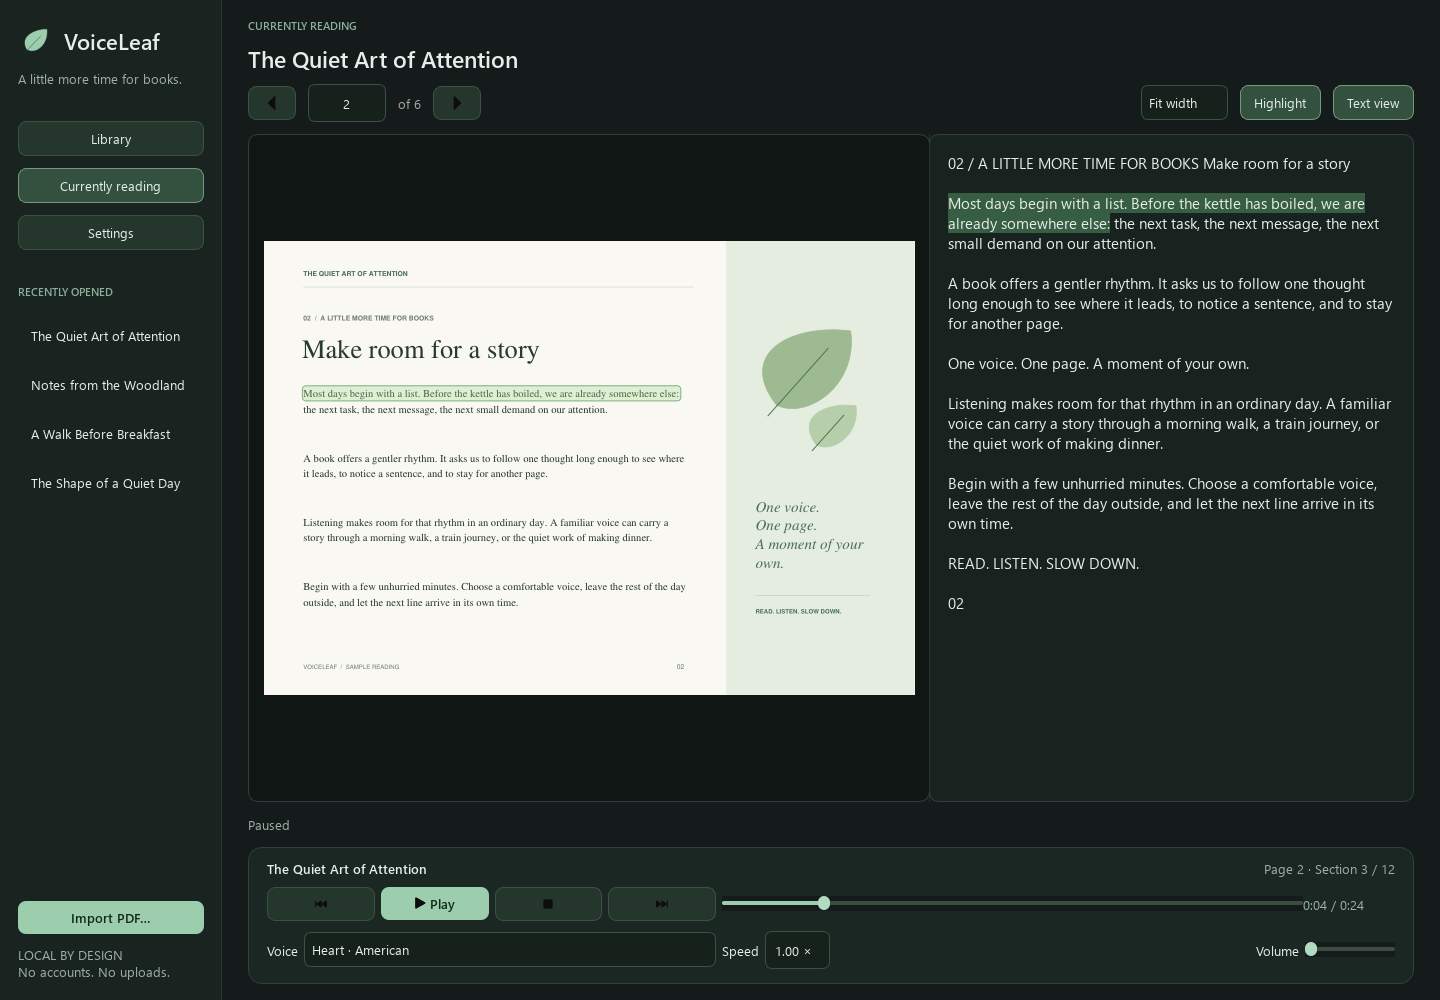 VoiceLeaf
A little more time for books.
Library
Currently reading
Settings
RECENTLY OPENED
The Quiet Art of Attention
Notes from the Woodland
A Walk Before Breakfast
The Shape of a Quiet Day
Import PDF...
LOCAL BY DESIGN
No accounts. No uploads.
CURRENTLY READING
The Quiet Art of Attention
2
of 6
Fit width
Highlight
Text view
THE QUIET ART OF ATTENTION
02 / A LITTLE MORE TIME FOR BOOKS
Make room for a story
Most days begin with a list. Before the kettle has boiled, we are already somewhere else:
the next task, the next message, the next small demand on our attention.
A book offers a gentler rhythm. It asks us to follow one thought long enough to see where
it leads, to notice a sentence, and to stay for another page.
Listening makes room for that rhythm in an ordinary day. A familiar voice can carry a
story through a morning walk, a train journey, or the quiet work of making dinner.
Begin with a few unhurried minutes. Choose a comfortable voice, leave the rest of the day
outside, and let the next line arrive in its own time.
VOICELEAF / SAMPLE READING
02
One voice.
One page.
A moment of your
own.
READ. LISTEN. SLOW DOWN.
02 / A LITTLE MORE TIME FOR BOOKS Make room for a story
Most days begin with a list. Before the kettle has boiled, we are
already somewhere else: the next task, the next message, the next
small demand on our attention.
A book offers a gentler rhythm. It asks us to follow one thought
long enough to see where it leads, to notice a sentence, and to stay
for another page.
One voice. One page. A moment of your own.
Listening makes room for that rhythm in an ordinary day. A familiar
voice can carry a story through a morning walk, a train journey, or
the quiet work of making dinner.
Begin with a few unhurried minutes. Choose a comfortable voice,
leave the rest of the day outside, and let the next line arrive in its
own time.
READ. LISTEN. SLOW DOWN.
02
Paused
The Quiet Art of Attention
Page 2 · Section 3 / 12
Play
0:04 / 0:24
Voice
Heart · American
Speed
1.00 ×
Volume